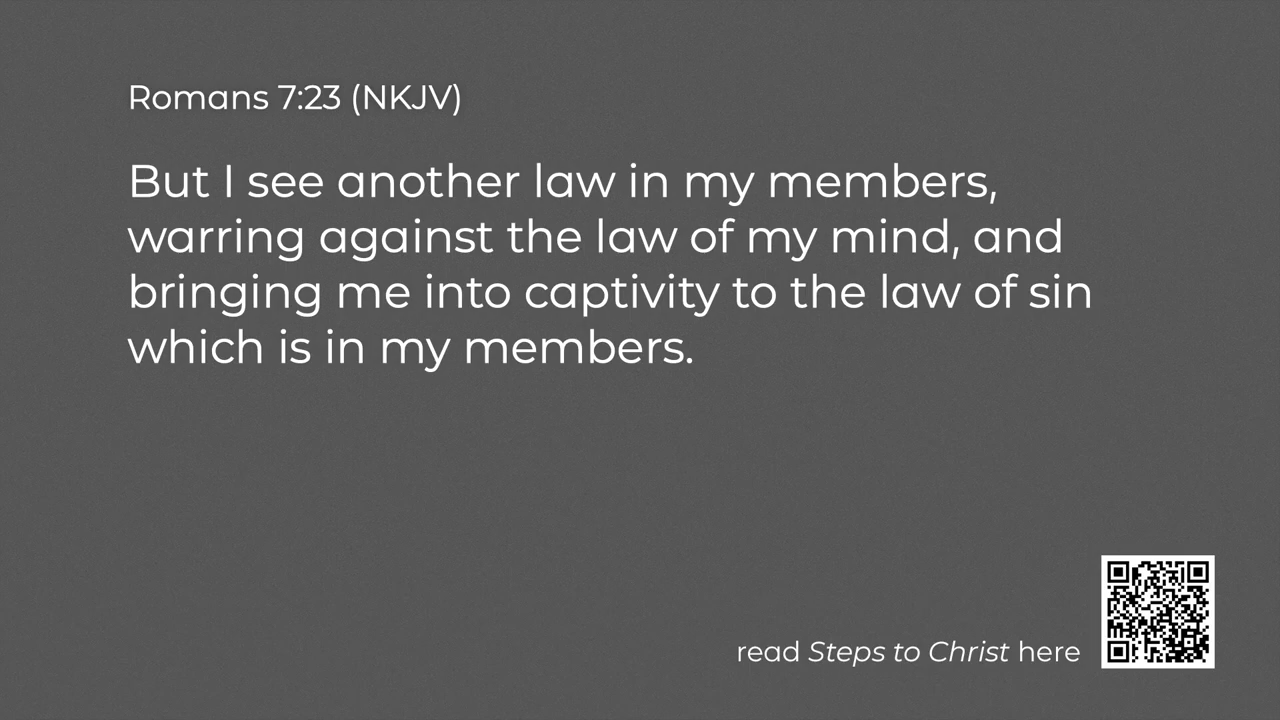 Romans 7:23 (NKJV)
But I see another law in my members,
warring against the law of my mind, and
bringing me into captivity to the law of sin
which is in my members.
read Steps to Christ here